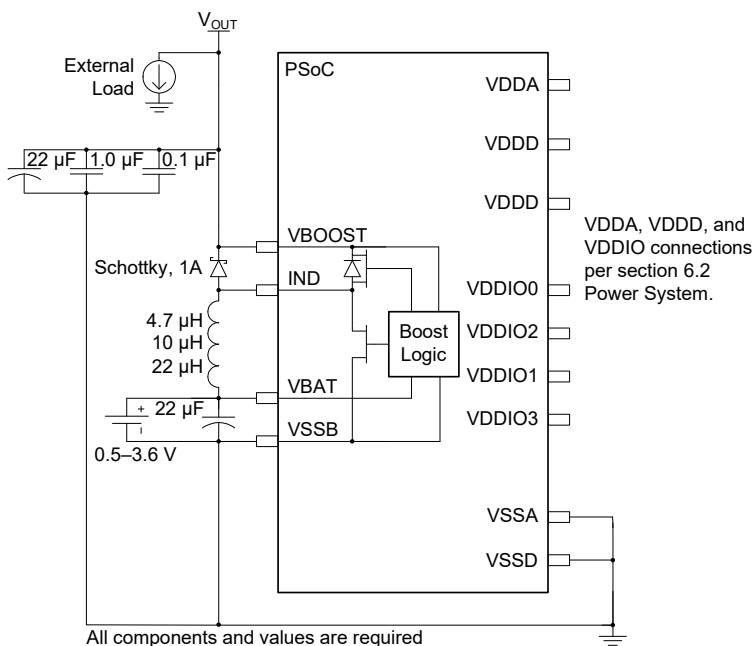 VOUT
External
Load
PSoC
VDDA
VDDD
22 µF 1.0 µF 0.1 µF
VDDD
VDDA, VDDD, and
VDDIO connections
per section 6.2
Power System.
VBOOST
Schottky, 1A
IND
VDDIO0
4.7 µH
10 µH
22 µH
Boost
Logic
VDDIO2
VBAT
VDDIO1
+ 22 µF
-
VSSB
VDDIO3
0.5–3.6 V
VSSA
VSSD
All components and values are required